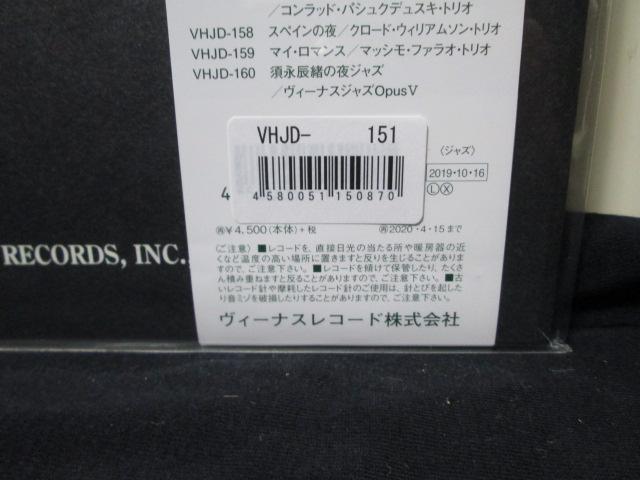 ／コンラッド・パシュクデュスキ・トリオ
VHJD-158 スペインの夜／クロード・ウィリアムソン・トリオ
VHJD-159 マイ・ロマンス／マッシモ・ファラオ・トリオ
VHJD-160 須永辰緒の夜ジャズ
／ヴィーナスジャズOpusⅤ
VHJD- 151
〈ジャズ〉
2019・10・16
4
4 580051 150870
Ⓛ Ⓧ
㋐¥4,500(本体)+税
㋐2020・4・15まで
〈ご注意〉■レコードを、直接日光の当たる所や暖房器の近
くなど温度の高い場所に置きますと反りを生じることがありま
すので、ご注意下さい。■レコードを傾けて保管したり、たくさ
ん積み重ねますと反ることがありますので、ご注意下さい。■古
いレコード針や摩耗したレコード針のご使用は、針とびを起した
り音ミゾを破損したりすることがありますので、ご注意下さい。
ヴィーナスレコード株式会社
RECORDS, INC.